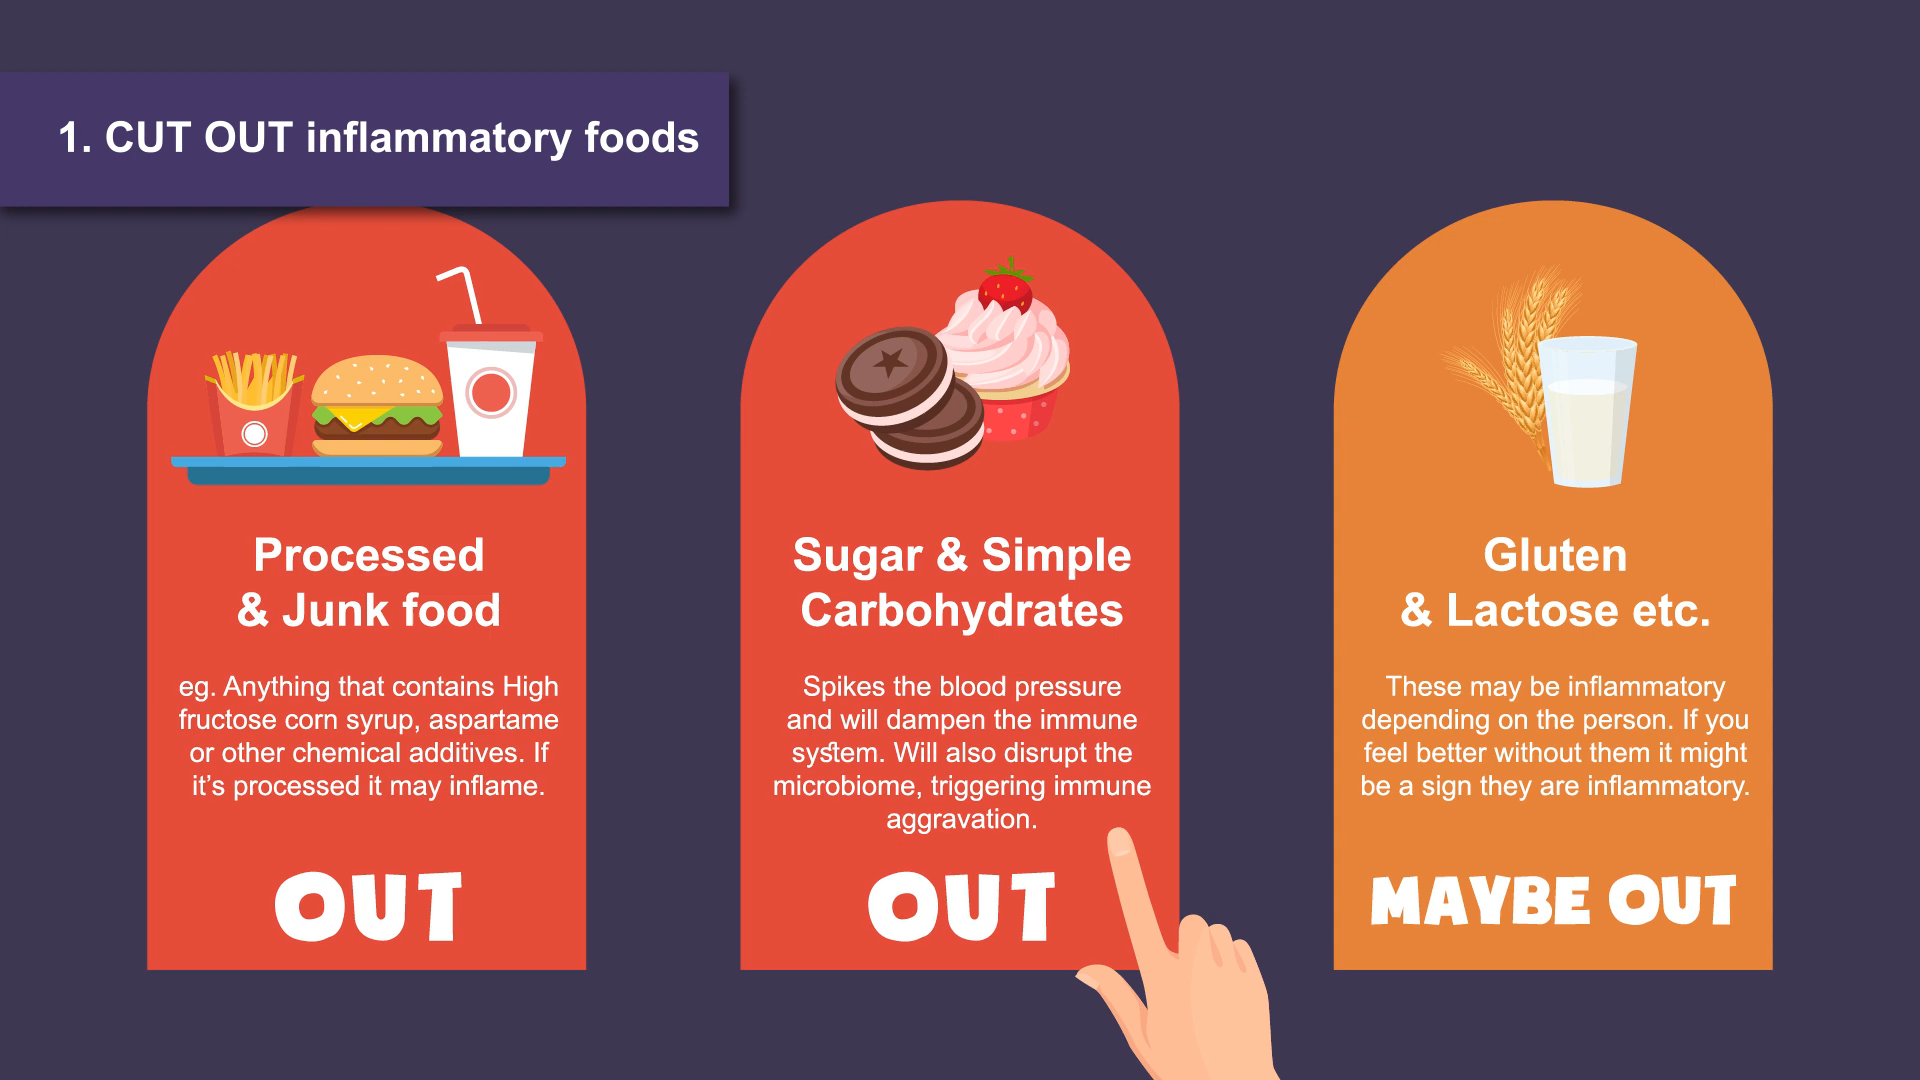 1. CUT OUT inflammatory foods
Processed
& Junk food
eg. Anything that contains High
fructose corn syrup, aspartame
or other chemical additives. If
it’s processed it may inflame.
OUT
Sugar & Simple
Carbohydrates
Spikes the blood pressure
and will dampen the immune
system. Will also disrupt the
microbiome, triggering immune
aggravation.
OUT
Gluten
& Lactose etc.
These may be inflammatory
depending on the person. If you
feel better without them it might
be a sign they are inflammatory.
MAYBE OUT